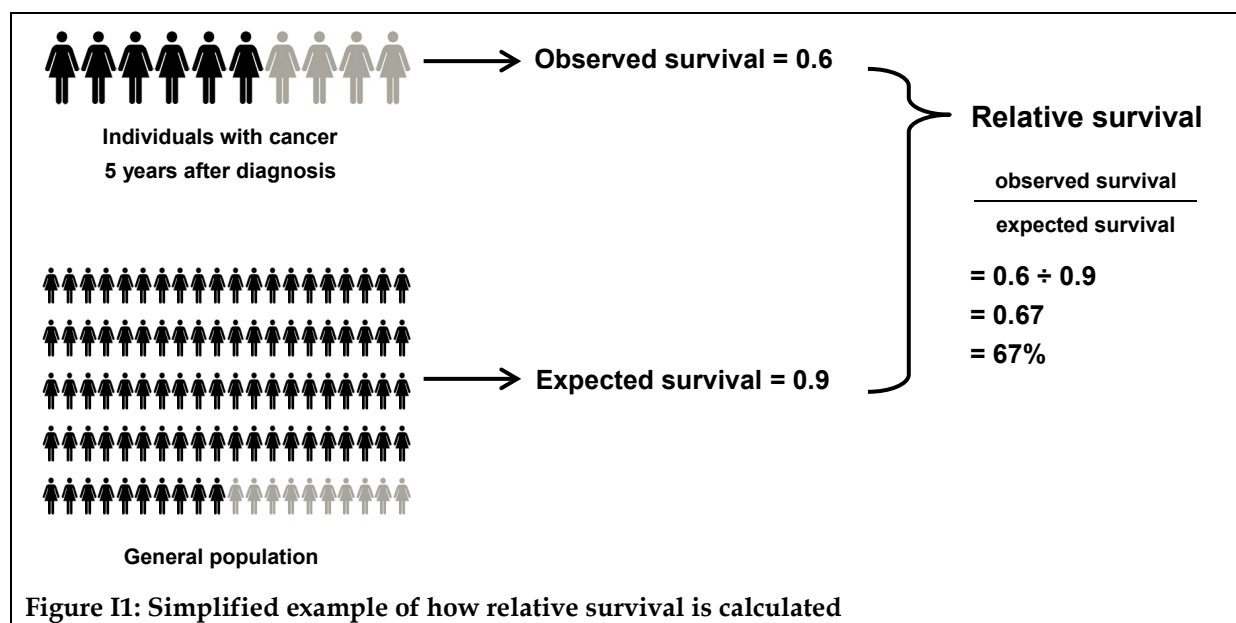 Observed survival = 0.6
Individuals with cancer
5 years after diagnosis
Expected survival = 0.9
General population
Relative survival
observed survival
expected survival
= 0.6 ÷ 0.9
= 0.67
= 67%
Figure I1: Simplified example of how relative survival is calculated